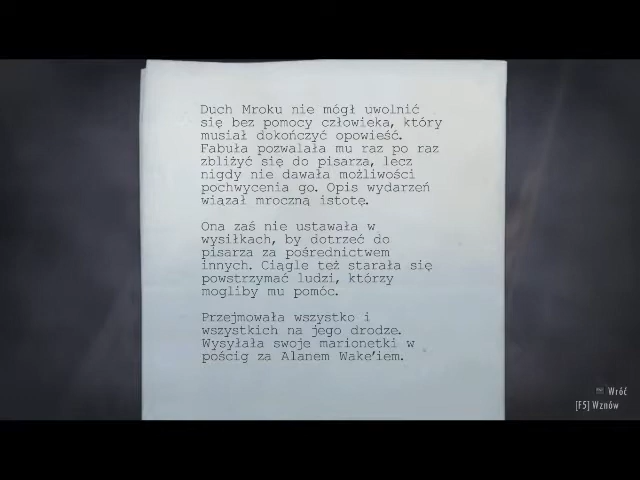 Duch Mroku nie mógł uwolnić
się bez pomocy człowieka, który
musiał dokończyć opowieść.
Fabuła pozwalała mu raz po raz
zbliżyć się do pisarza, lecz
nigdy nie dawała możliwości
pochwycenia go. Opis wydarzeń
wiązał mroczną istotę.
Ona zaś nie ustawała w
wysiłkach, by dotrzeć do
pisarza za pośrednictwem
innych. Ciągle też starała się
powstrzymać ludzi, którzy
mogliby mu pomóc.
Przejmowała wszystko i
wszystkich na jego drodze.
Wysyłała swoje marionetki w
pościg za Alanem Wake'iem.
Wróć
[F5] Wznów